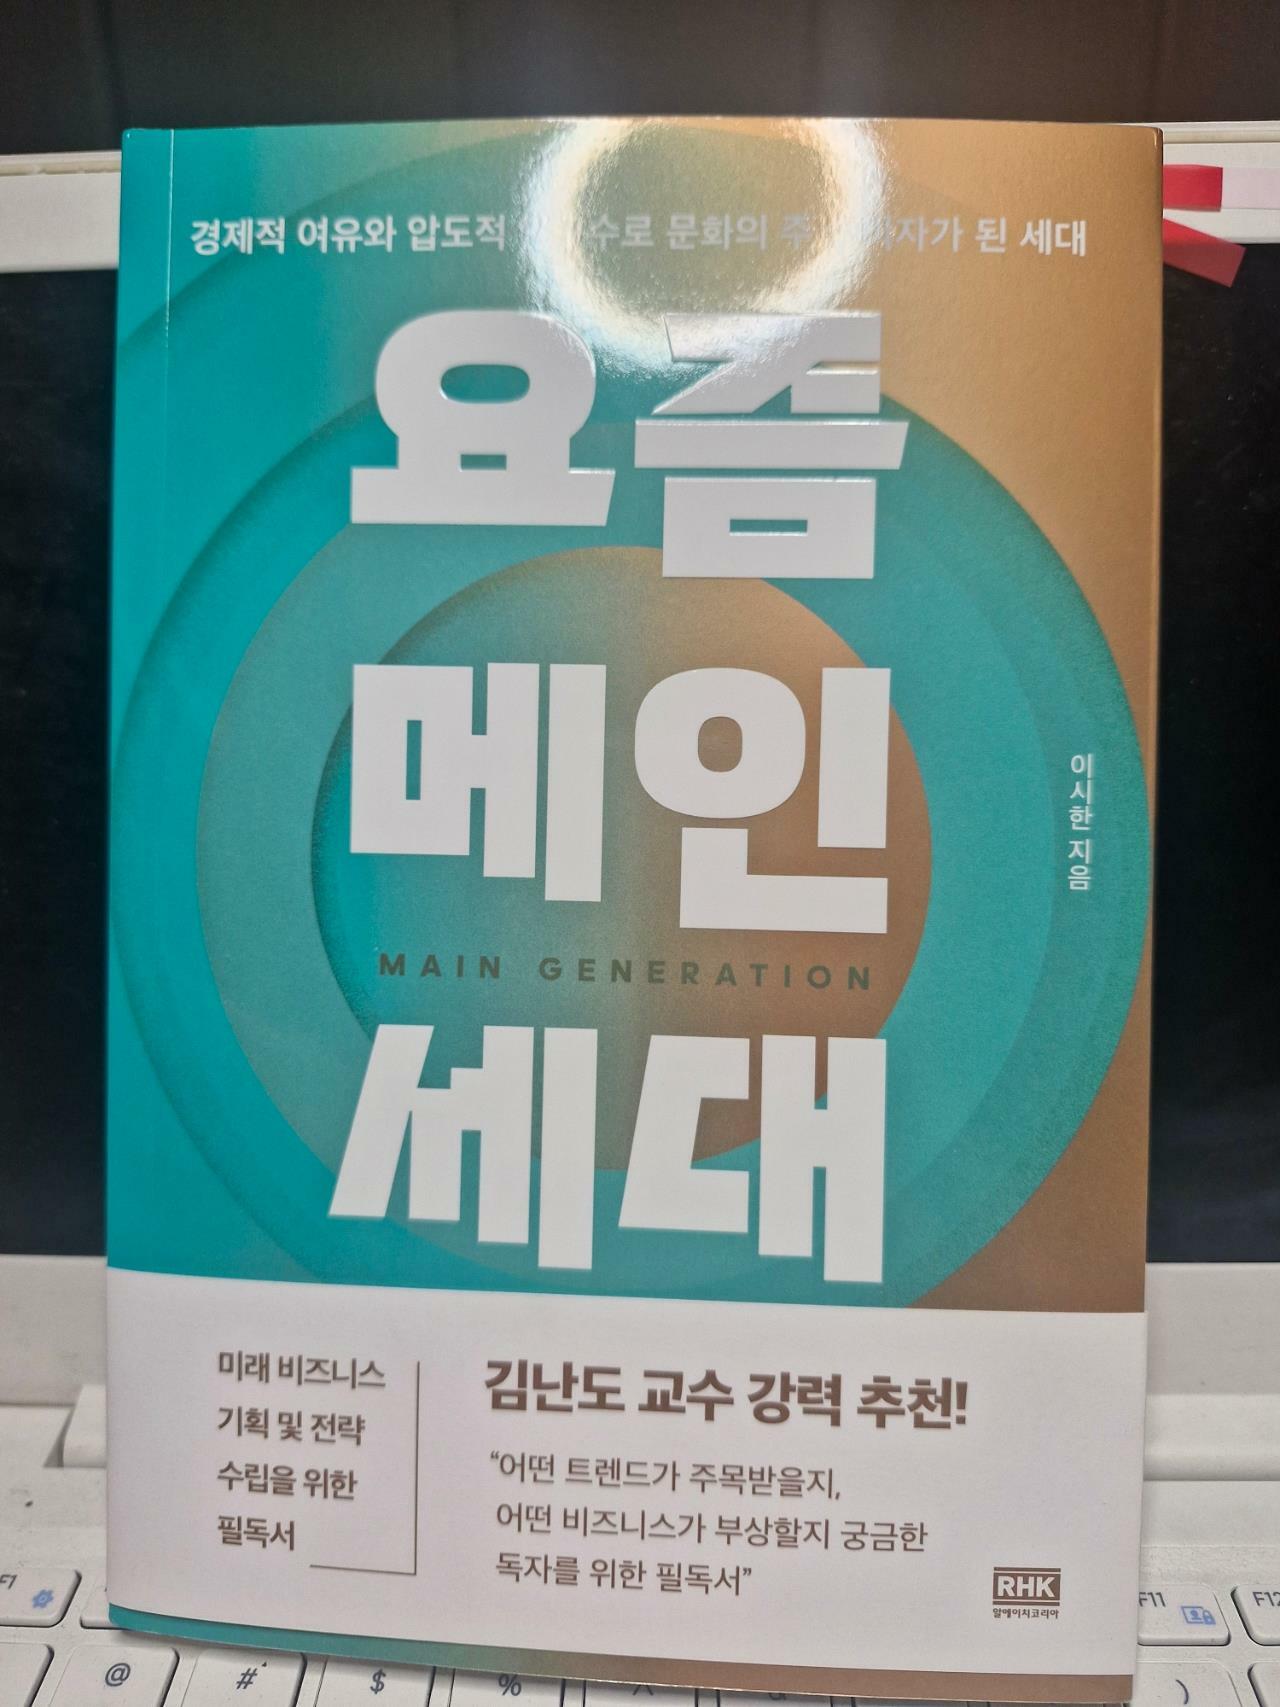 경제적 여유와 압도적 수로 문화의 주 가 된 세대
요즘
메인
MAIN GENERATION
세대
이시한 지음
미래 비즈니스
기획 및 전략
수립을 위한
필독서
김난도 교수 강력 추천!
“어떤 트렌드가 주목받을지,
어떤 비즈니스가 부상할지 궁금한
독자를 위한 필독서”
RHK
알에이치코리아
F11
F12
@
#
$
%
)